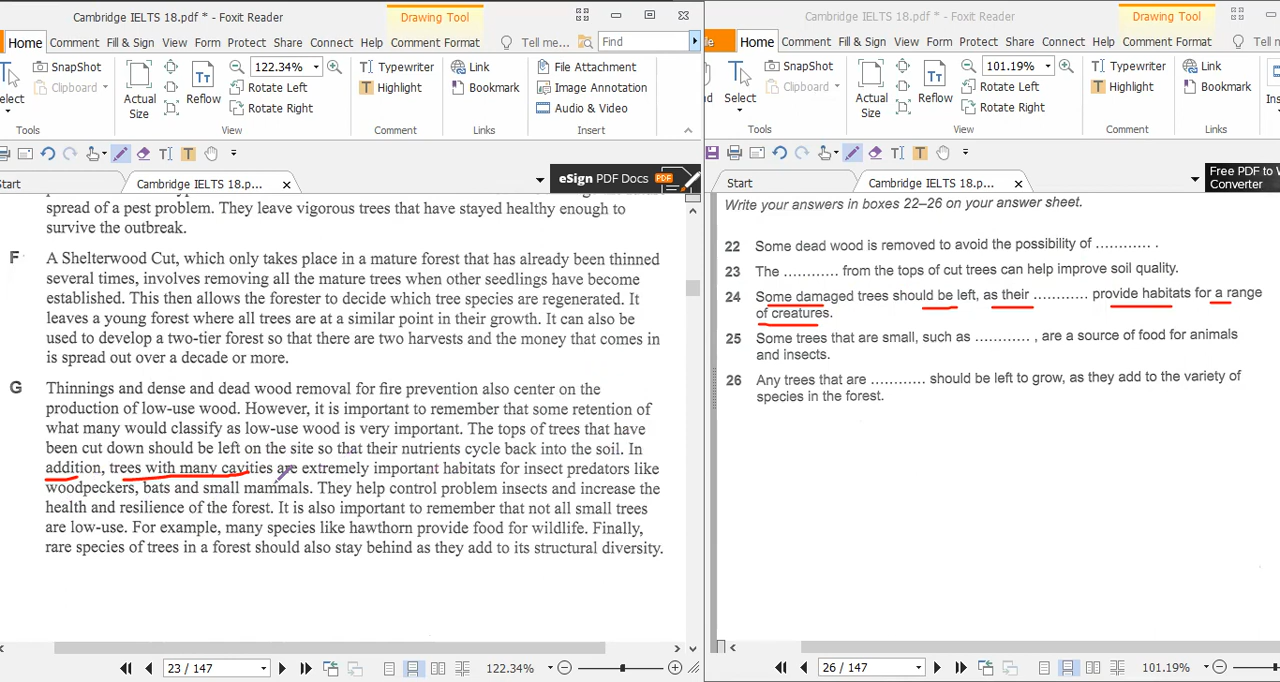 Cambridge IELTS 18.pdf * - Foxit Reader
Drawing Tool
Home Comment Fill & Sign View Form Protect Share Connect Help Comment Format Tell me... Find
SnapShot
Clipboard
Actual Size
Reflow
122.34%
Rotate Left
Rotate Right
Typewriter
Highlight
Link
Bookmark
File Attachment
Image Annotation
Audio & Video
Tools View Comment Links Insert
eSign PDF Docs PDF
Cambridge IELTS 18.p...
spread of a pest problem. They leave vigorous trees that have stayed healthy enough to
survive the outbreak.
F A Shelterwood Cut, which only takes place in a mature forest that has already been thinned
several times, involves removing all the mature trees when other seedlings have become
established. This then allows the forester to decide which tree species are regenerated. It
leaves a young forest where all trees are at a similar point in their growth. It can also be
used to develop a two-tier forest so that there are two harvests and the money that comes in
is spread out over a decade or more.
G Thinnings and dense and dead wood removal for fire prevention also center on the
production of low-use wood. However, it is important to remember that some retention of
what many would classify as low-use wood is very important. The tops of trees that have
been cut down should be left on the site so that their nutrients cycle back into the soil. In
addition, trees with many cavities are extremely important habitats for insect predators like
woodpeckers, bats and small mammals. They help control problem insects and increase the
health and resilience of the forest. It is also important to remember that not all small trees
are low-use. For example, many species like hawthorn provide food for wildlife. Finally,
rare species of trees in a forest should also stay behind as they add to its structural diversity.
23 / 147
122.34%
Cambridge IELTS 18.pdf * - Foxit Reader
Drawing Tool
Home Comment Fill & Sign View Form Protect Share Connect Help Comment Format
SnapShot
Clipboard
Select
Actual Size
Reflow
101.19%
Rotate Left
Rotate Right
Typewriter
Highlight
Link
Bookmark
Tools View Comment Links
Start
Cambridge IELTS 18.p...
Free PDF to
Converter
Write your answers in boxes 22–26 on your answer sheet.
22 Some dead wood is removed to avoid the possibility of ............ .
23 The ............ from the tops of cut trees can help improve soil quality.
24 Some damaged trees should be left, as their ............ provide habitats for a range
of creatures.
25 Some trees that are small, such as ............ , are a source of food for animals
and insects.
26 Any trees that are ............ should be left to grow, as they add to the variety of
species in the forest.
26 / 147
101.19%